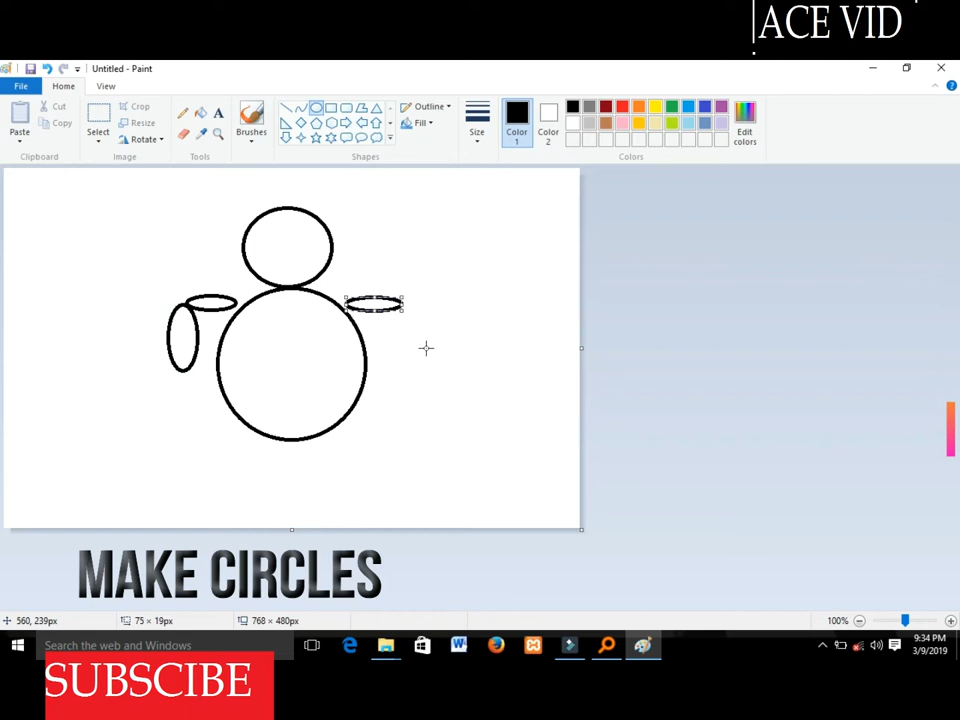 ACE VID
Untitled - Paint
File Home View
Paste Cut Copy
Select Crop Resize Rotate
Brushes
Outline
Fill
Size
Color 1
Color 2
Edit colors
Clipboard Image Tools Shapes Colors
MAKE CIRCLES
560, 239px 75 × 19px 768 × 480px 100%
Search the web and Windows
9:34 PM
3/9/2019
SUBSCIBE